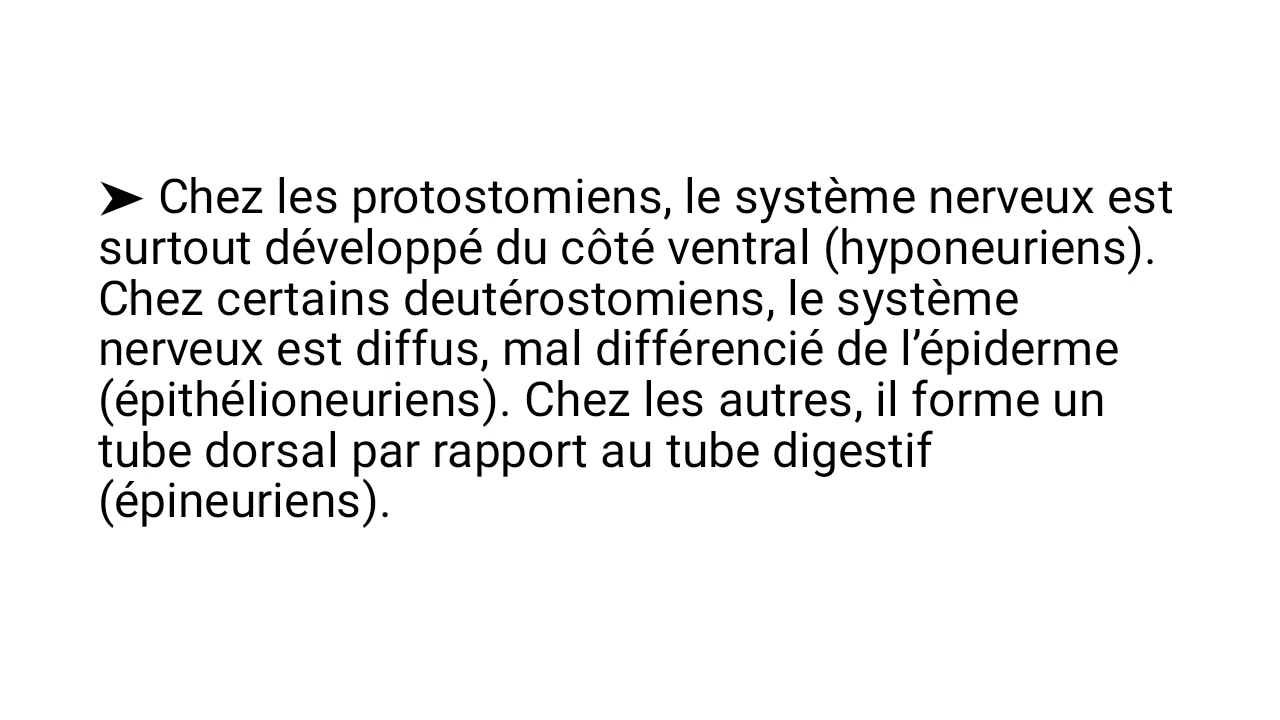 ➤ Chez les protostomiens, le système nerveux est
surtout développé du côté ventral (hyponeuriens).
Chez certains deutérostomiens, le système
nerveux est diffus, mal différencié de l’épiderme
(épithélioneuriens). Chez les autres, il forme un
tube dorsal par rapport au tube digestif
(épineuriens).